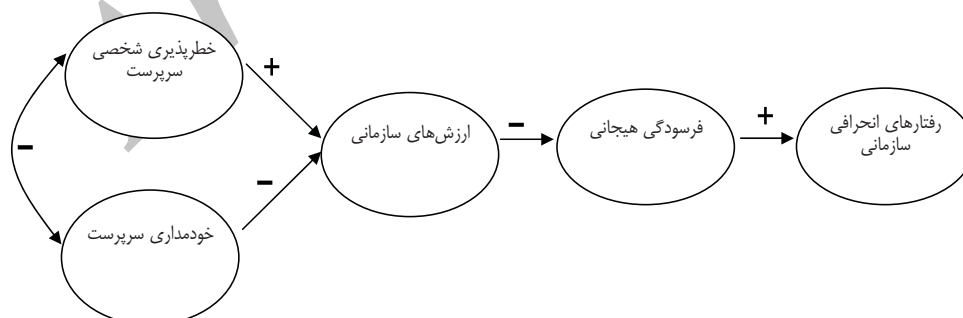 خطرپذیری شخصی
سرپرست
+
ارزش‌های سازمانی
-
فرسودگی هیجانی
+
رفتارهای انحرافی
سازمانی
-
-
خودمداری سرپرست